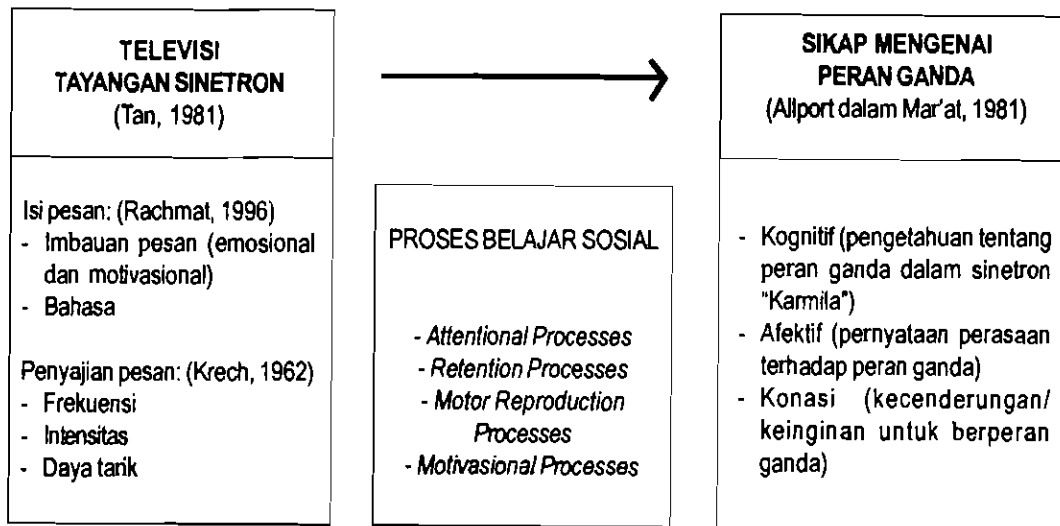 TELEVISI
TAYANGAN SINETRON
(Tan, 1981)
Isi pesan: (Rachmat, 1996)
- Imbauan pesan (emosional
dan motivasional)
- Bahasa
Penyajian pesan: (Krech, 1962)
- Frekuensi
- Intensitas
- Daya tarik
PROSES BELAJAR SOSIAL
- Attentional Processes
- Retention Processes
- Motor Reproduction
Processes
- Motivasional Processes
SIKAP MENGENAI
PERAN GANDA
(Allport dalam Mar'at, 1981)
- Kognitif (pengetahuan tentang
peran ganda dalam sinetron
"Karmila")
- Afektif (pernyataan perasaan
terhadap peran ganda)
- Konasi (kecenderungan/
keinginan untuk berperan
ganda)